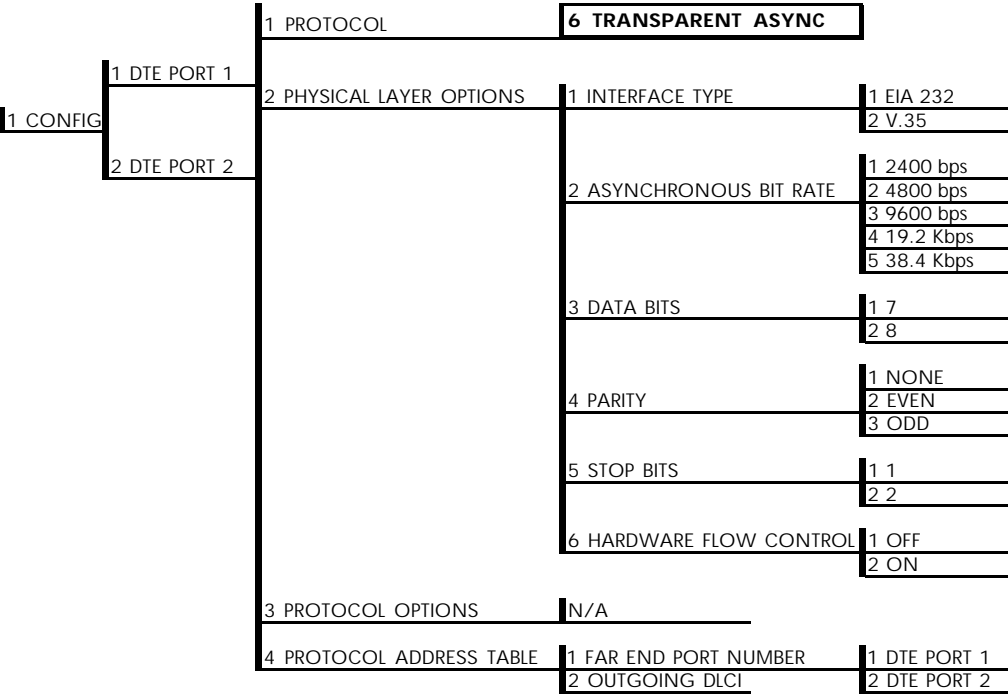 1 PROTOCOL
6 TRANSPARENT ASYNC
1 DTE PORT 1
2 PHYSICAL LAYER OPTIONS
1 INTERFACE TYPE
1 EIA 232
1 CONFIG
2 V.35
2 DTE PORT 2
1 2400 bps
2 ASYNCHRONOUS BIT RATE
2 4800 bps
3 9600 bps
4 19.2 Kbps
5 38.4 Kbps
3 DATA BITS
1 7
2 8
1 NONE
4 PARITY
2 EVEN
3 ODD
5 STOP BITS
1 1
2 2
6 HARDWARE FLOW CONTROL
1 OFF
2 ON
3 PROTOCOL OPTIONS
N/A
4 PROTOCOL ADDRESS TABLE
1 FAR END PORT NUMBER
1 DTE PORT 1
2 OUTGOING DLCI
2 DTE PORT 2